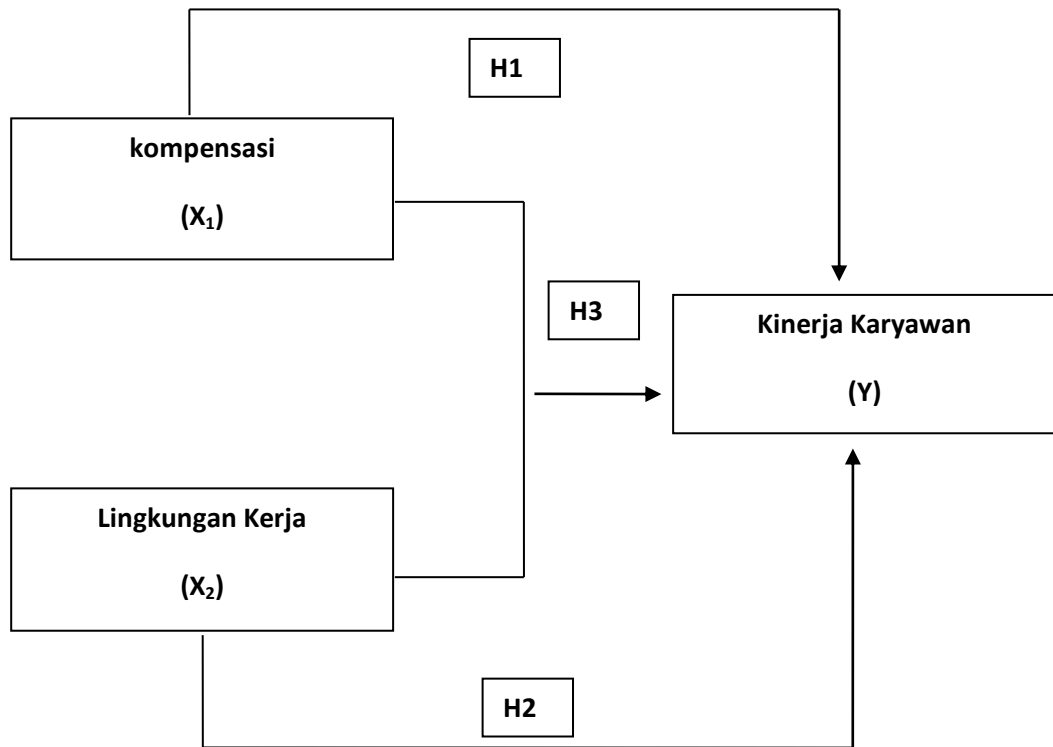 H1
kompensasi
(X₁)
H3
Kinerja Karyawan
(Y)
Lingkungan Kerja
(X₂)
H2